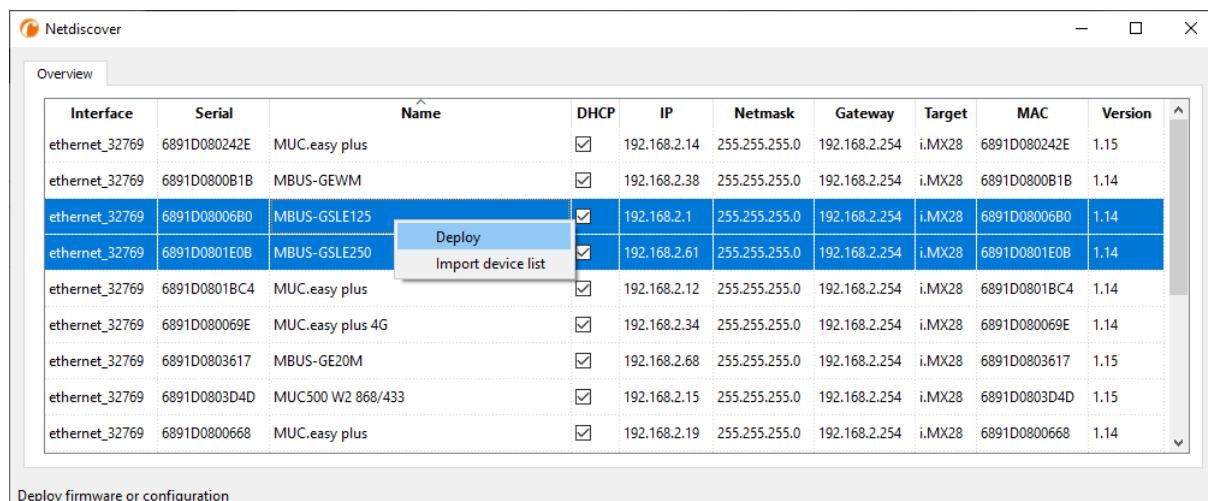 Netdiscover
Overview
Interface Serial Name DHCP IP Netmask Gateway Target MAC Version
ethernet_32769 6891D080242E MUC.easy plus 192.168.2.14 255.255.255.0 192.168.2.254 i.MX28 6891D080242E 1.15
ethernet_32769 6891D0800B1B MBUS-GEWM 192.168.2.38 255.255.255.0 192.168.2.254 i.MX28 6891D0800B1B 1.14
ethernet_32769 6891D08006B0 MBUS-GSLE125 192.168.2.1 255.255.255.0 192.168.2.254 i.MX28 6891D08006B0 1.14
Deploy
ethernet_32769 6891D0801E0B MBUS-GSLE250 192.168.2.61 255.255.255.0 192.168.2.254 i.MX28 6891D0801E0B 1.14
Import device list
ethernet_32769 6891D0801BC4 MUC.easy plus 192.168.2.12 255.255.255.0 192.168.2.254 i.MX28 6891D0801BC4 1.14
ethernet_32769 6891D080069E MUC.easy plus 4G 192.168.2.34 255.255.255.0 192.168.2.254 i.MX28 6891D080069E 1.14
ethernet_32769 6891D0803617 MBUS-GE20M 192.168.2.68 255.255.255.0 192.168.2.254 i.MX28 6891D0803617 1.15
ethernet_32769 6891D0803D4D MUC500 W2 868/433 192.168.2.15 255.255.255.0 192.168.2.254 i.MX28 6891D0803D4D 1.15
ethernet_32769 6891D0800668 MUC.easy plus 192.168.2.19 255.255.255.0 192.168.2.254 i.MX28 6891D0800668 1.14
Deploy firmware or configuration